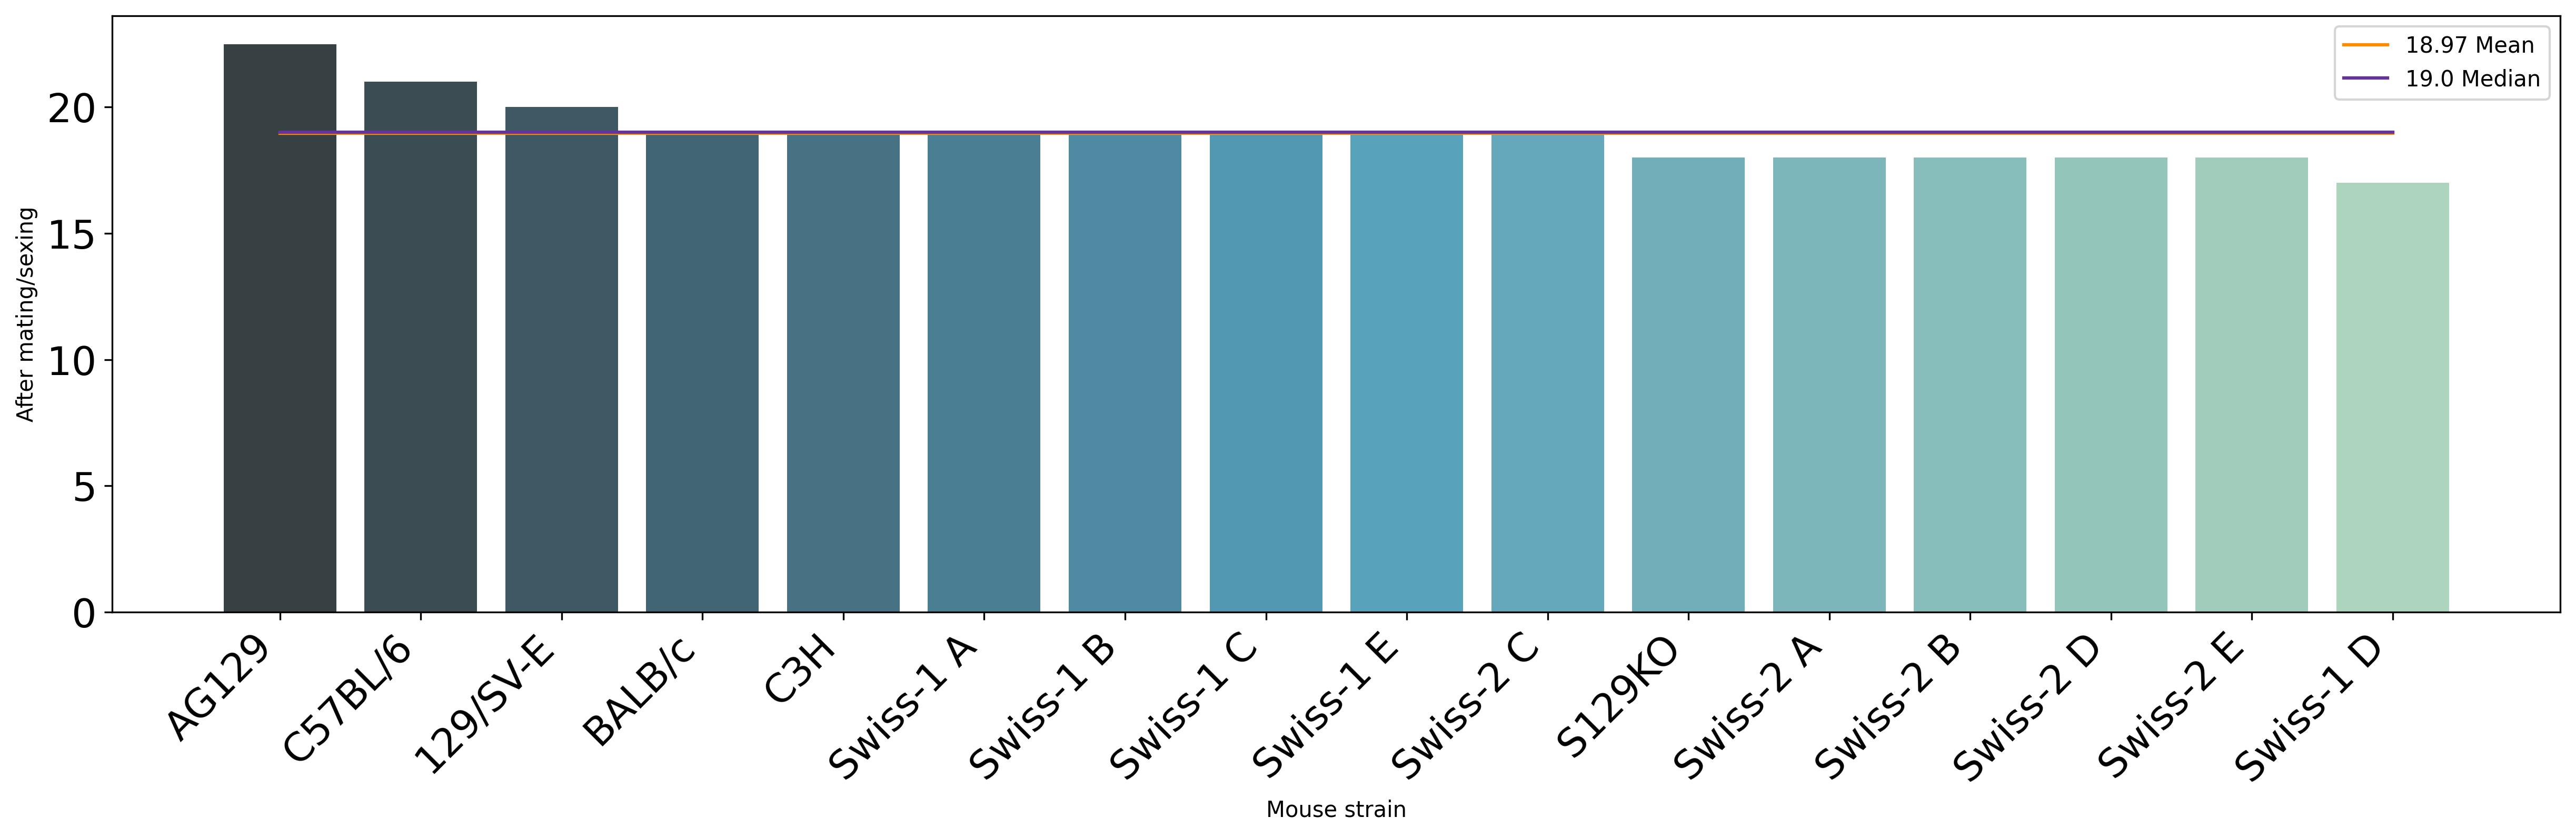 18.97 Mean
19.0 Median
After mating/sexing
20
15
10
5
0
AG129
C57BL/6
129/SV-E
BALB/c
C3H
Swiss-1 A
Swiss-1 B
Swiss-1 C
Swiss-1 E
Swiss-2 C
S129KO
Swiss-2 A
Swiss-2 B
Swiss-2 D
Swiss-2 E
Swiss-1 D
Mouse strain